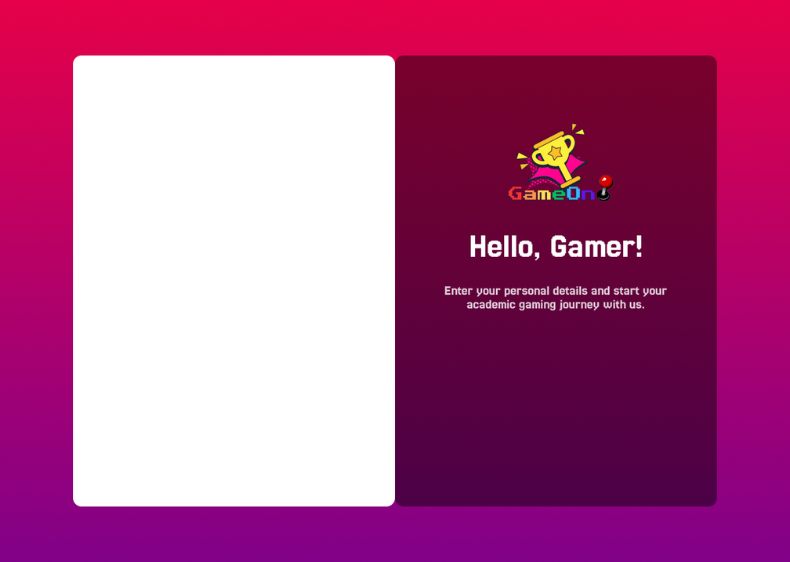 GameOn
Hello, Gamer!
Enter your personal details and start your
academic gaming journey with us.